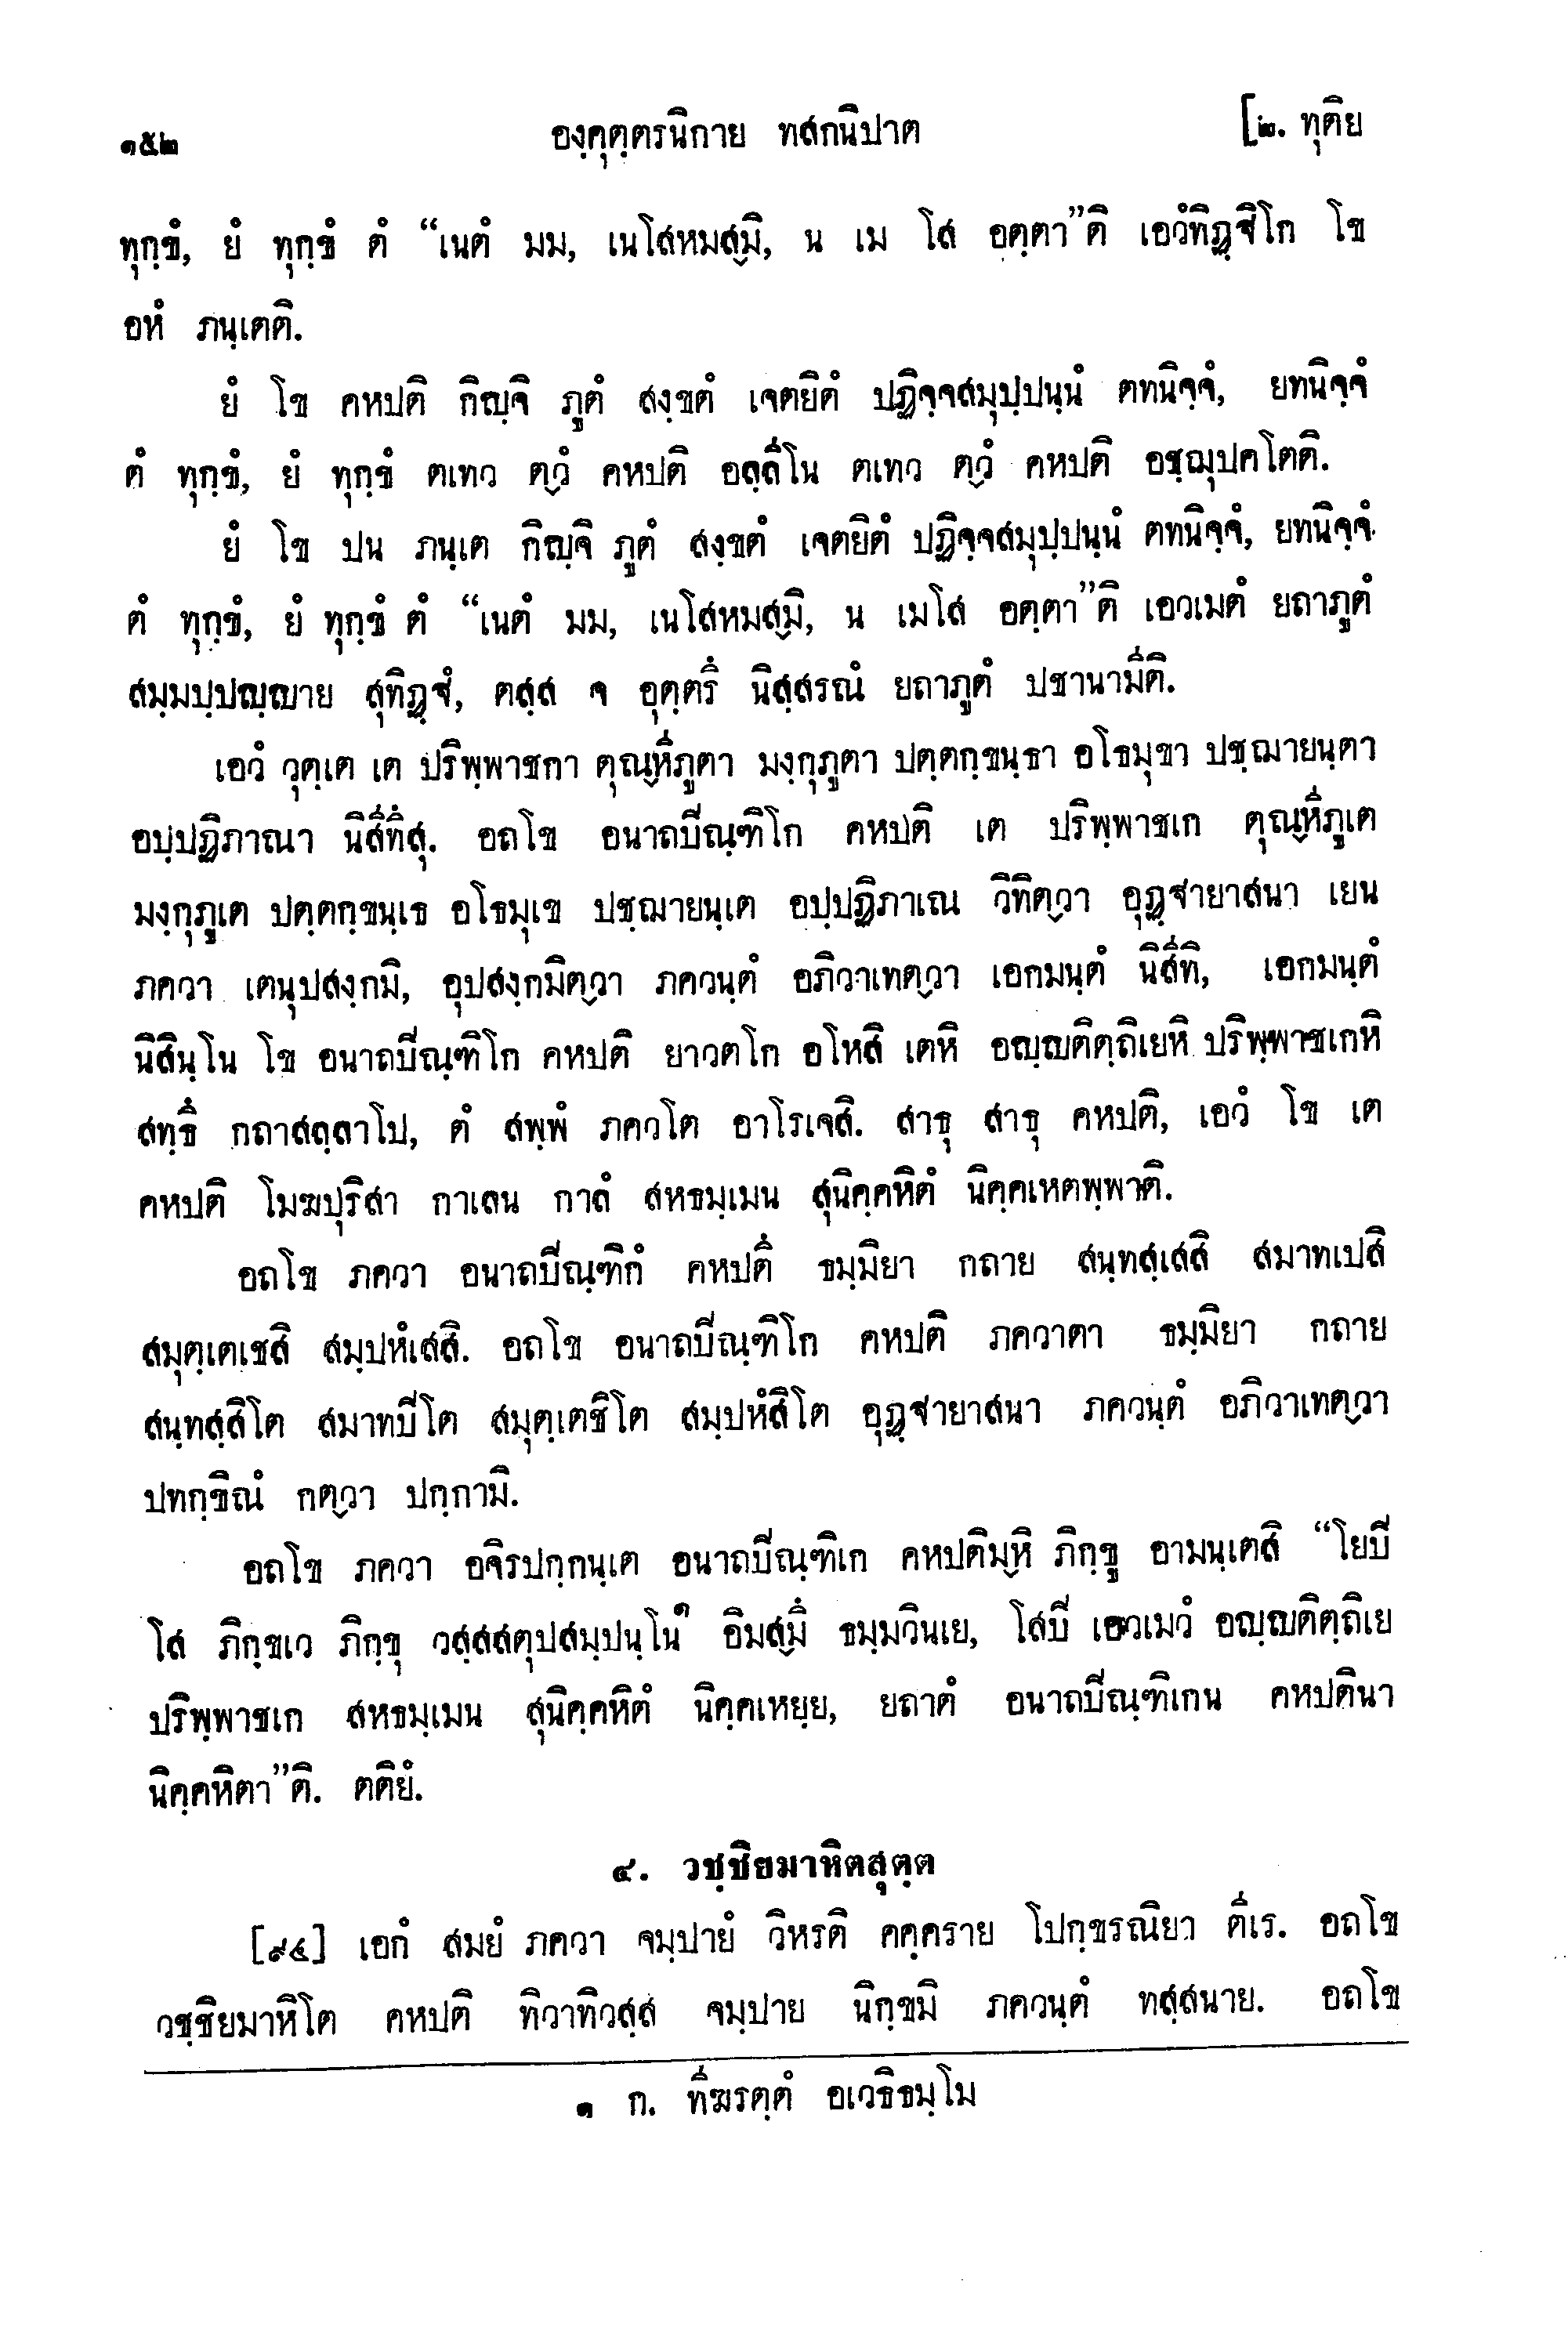 ๑๕๒ องฺคุตฺตรนิกาย ทสกนิปาต [๒. ทุติย
ทุกฺขํ, ยํ ทุกฺขํ ตํ “เนตํ มม, เนโสหมสฺมิ, น เม โส อตฺตา”ติ เอวํทิฏฺฐิโก โข
อหํ ภนฺเตติ.
ยํ โข คหปติ กิญฺจิ ภูตํ สงฺขตํ เจตยิตํ ปฏิจฺจสมุปฺปนฺนํ ตทนิจฺจํ, ยทนิจฺจํ
ตํ ทุกฺขํ, ยํ ทุกฺขํ ตเทว ตฺวํ คหปติ อลฺลีโน ตเทว ตฺวํ คหปติ อชฺฌุปคโตติ.
ยํ โข ปน ภนฺเต กิญฺจิ ภูตํ สงฺขตํ เจตยิตํ ปฏิจฺจสมุปฺปนฺนํ ตทนิจฺจํ, ยทนิจฺจํ
ตํ ทุกฺขํ, ยํ ทุกฺขํ ตํ “เนตํ มม, เนโสหมสฺมิ, น เมโส อตฺตา”ติ เอวเมตํ ยถาภูตํ
สมฺมปฺปญฺญาย สุทิฏฺฐํ, ตสฺส จ อุตฺตรึ นิสฺสรณํ ยถาภูตํ ปชานามีติ.
เอวํ วุตฺเต เต ปริพฺพาชกา ตุณฺหีภูตา มงฺกุภูตา ปตฺตกฺขนฺธา อโธมุขา ปชฺฌายนฺตา
อปฺปฏิภาณา นิสีทึสุ. อถโข อนาถปีณฺฑิโก คหปติ เต ปริพฺพาชเก ตุณฺหีภูเต
มงฺกุภูเต ปตฺตกฺขนฺเธ อโธมุเข ปชฺฌายนฺเต อปฺปฏิภาเณ วิทิตฺวา อุฏฺฐายาสนา เยน
ภควา เตนุปสงฺกมิ, อุปสงฺกมิตฺวา ภควนฺตํ อภิวาเทตฺวา เอกมนฺตํ นิสีทิ, เอกมนฺตํ
นิสินฺโน โข อนาถปีณฺฑิโก คหปติ ยาวตโก อโหสิ เตหิ อญฺญติตฺถิเยหิ ปริพฺพาชเกหิ
สทฺธึ กถาสลฺลาโป, ตํ สพฺพํ ภควโต อาโรเจสิ. สาธุ สาธุ คหปติ, เอวํ โข เต
คหปติ โมฆปุริสา กาเลน กาลํ สหธมฺเมน สุนิคฺคหิตํ นิคฺคเหตพฺพาติ.
อถโข ภควา อนาถปีณฺฑิกํ คหปตึ ธมฺมิยา กถาย สนฺทสฺเสสิ สมาทเปสิ
สมุตฺเตเชสิ สมฺปหํเสสิ. อถโข อนาถปีณฺฑิโก คหปติ ภควาตา ธมฺมิยา กถาย
สนฺทสฺสิโต สมาทปีโต สมุตฺเตชิโต สมฺปหํสิโต อุฏฺฐายาสนา ภควนฺตํ อภิวาเทตฺวา
ปทกฺขิณํ กตฺวา ปกฺกามิ.
อถโข ภควา อจิรปกฺกนฺเต อนาถปีณฺฑิเก คหปติมฺหิ ภิกฺขู อามนฺเตสิ “โยปี
โส ภิกฺขเว ภิกฺขุ วสฺสสตุปสมฺปนฺโน๑ อิมสฺมึ ธมฺมวินเย, โสปี เอวเมวํ อญฺญติตฺถิเย
ปริพฺพาชเก สหธมฺเมน สุนิคฺคหิตํ นิคฺคเหยฺย, ยถาตํ อนาถปีณฺฑิเกน คหปตินา
นิคฺคหิตา”ติ. ตติยํ.
๔. วชฺชิยมาหิตสุตฺต
[๙๔] เอกํ สมยํ ภควา จมฺปายํ วิหรติ คคฺคราย โปกฺขรณิยา ตีเร. อถโข
วชฺชิยมาหิโต คหปติ ทิวาทิวสฺส จมฺปาย นิกฺขมิ ภควนฺตํ ทสฺสนาย. อถโข
๑ ก. ทีฆรตฺตํ อเวธิธมฺโม